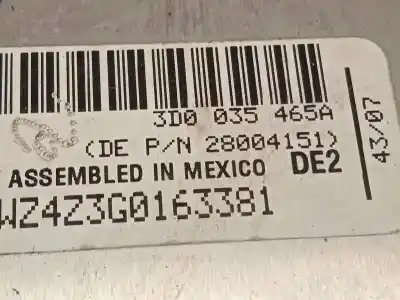 3D0 035 465A
(DE P/N 28004151)
ASSEMBLED IN MEXICO DE2
WZ4Z3G0163381
43/07